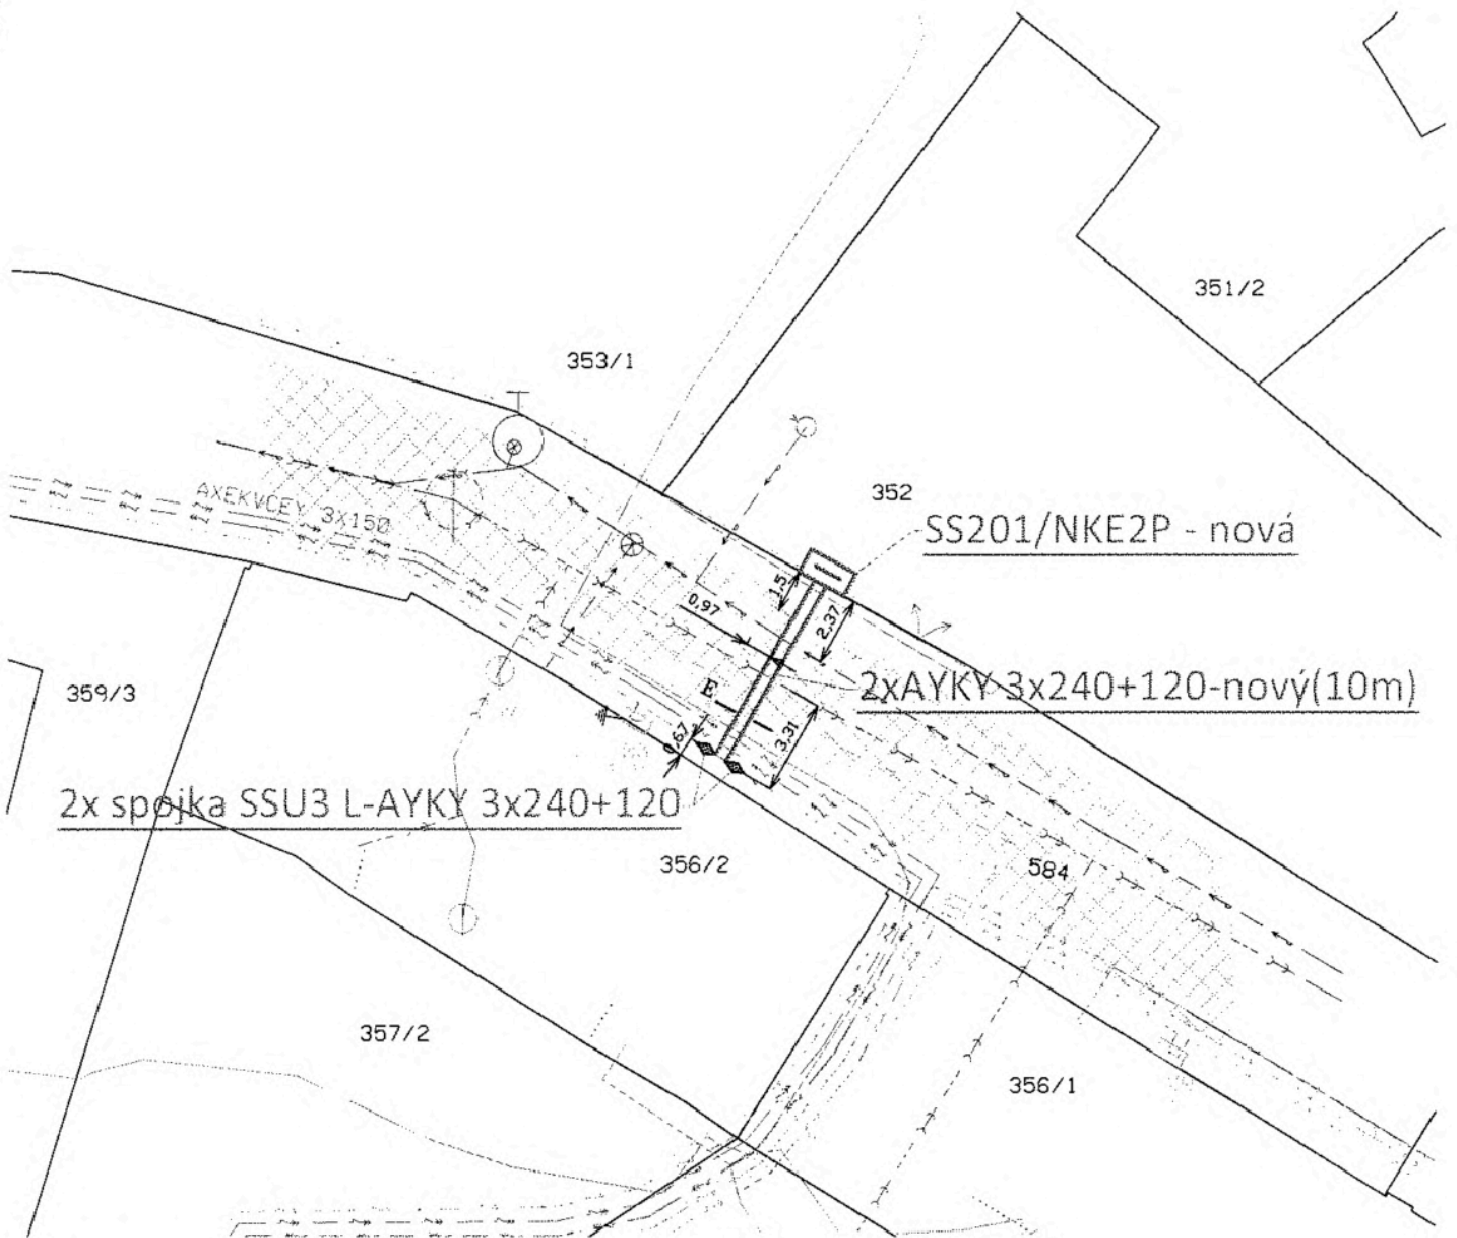 351/2
353/1
352
AXEKVCEY 3X150
SS201/NKE2P - nová
1,5
0,97
2,37
359/3
E
2xAYKY 3x240+120-nový(10m)
0,67
3,31
2x spojka SSU3 L-AYKY 3x240+120
356/2
584
357/2
356/1